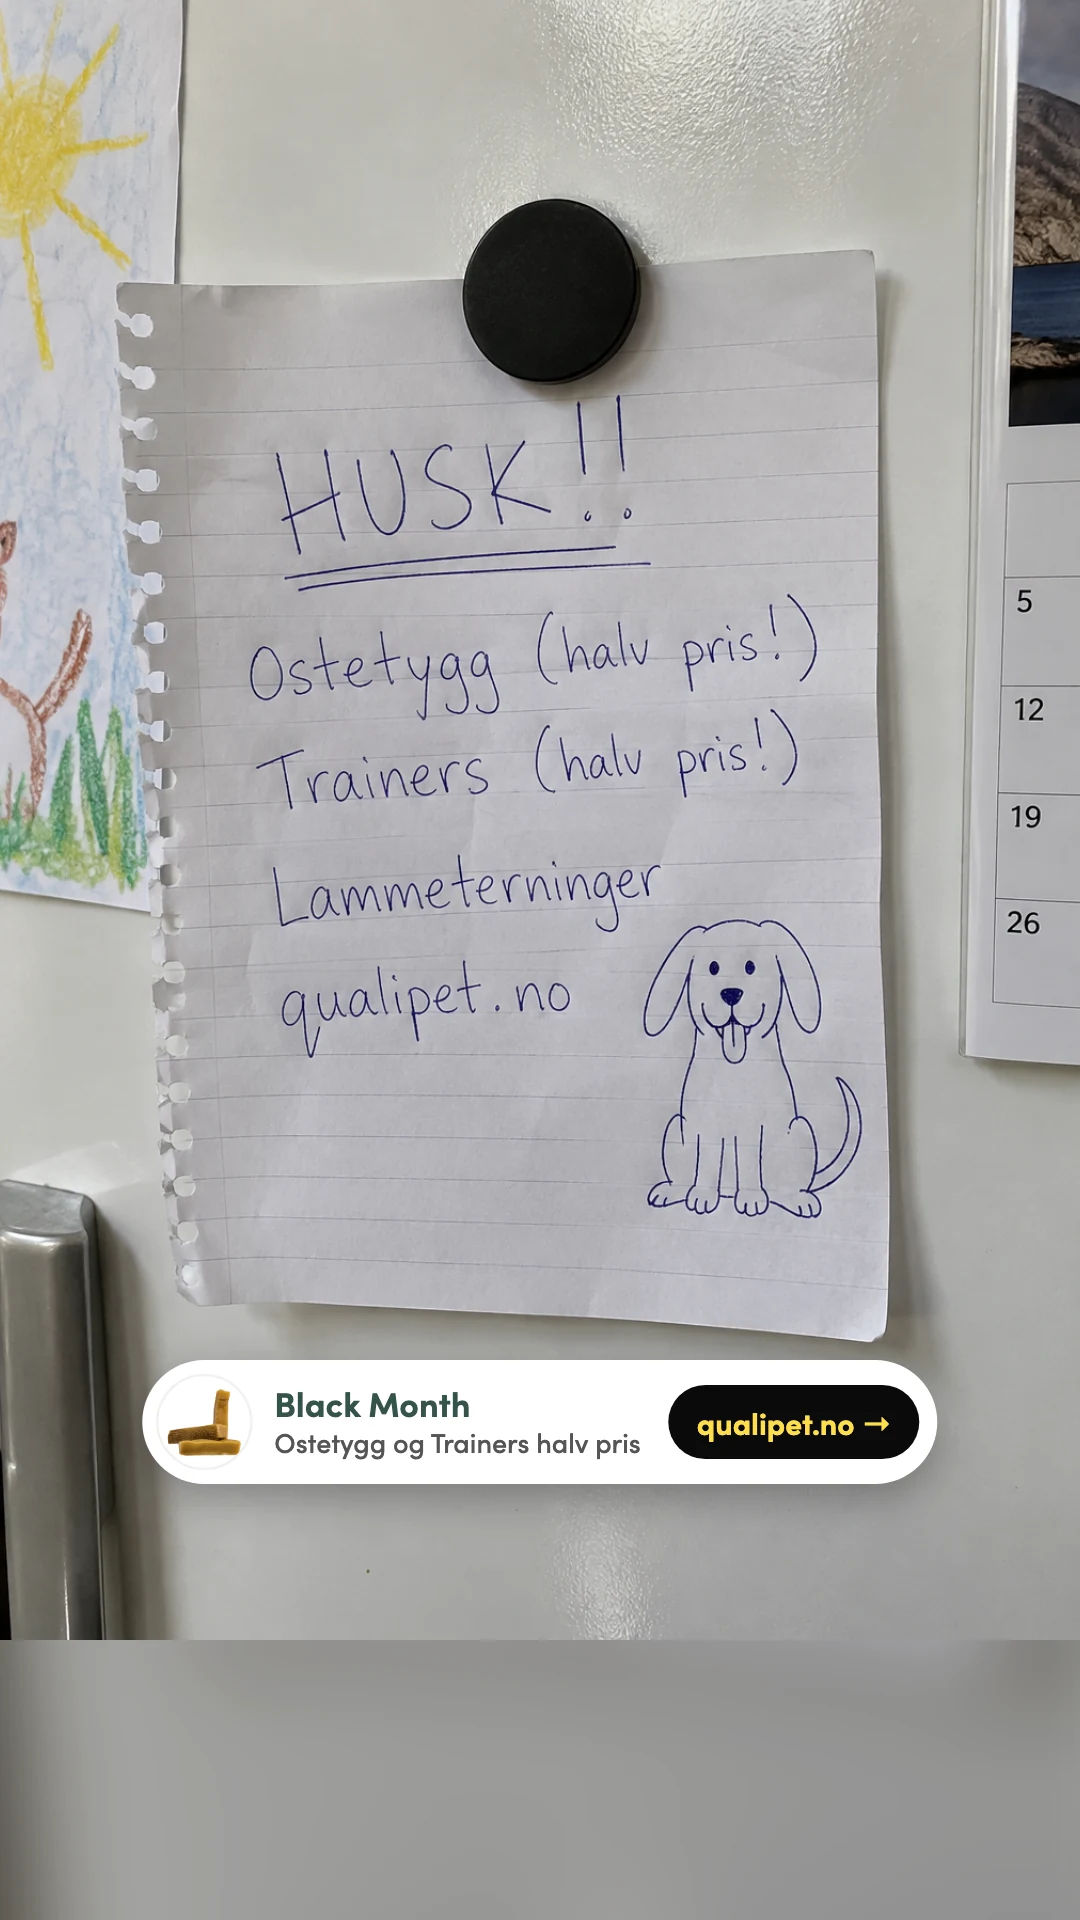 HUSK!!
Ostetygg (halv pris!)
Trainers (halv pris!)
Lammeterninger
qualipet.no
5
12
19
26
Black Month
Ostetygg og Trainers halv pris
qualipet.no →